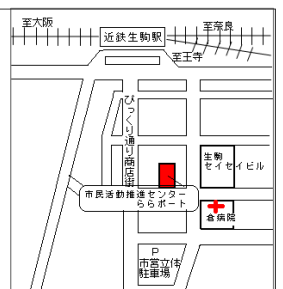 至大阪
近鉄生駒駅
至奈良
至王寺
びっくり通り商店街
生駒
セイセイビル
市民活動推進センター
ららポート
倉病院
P
市営立体
駐車場